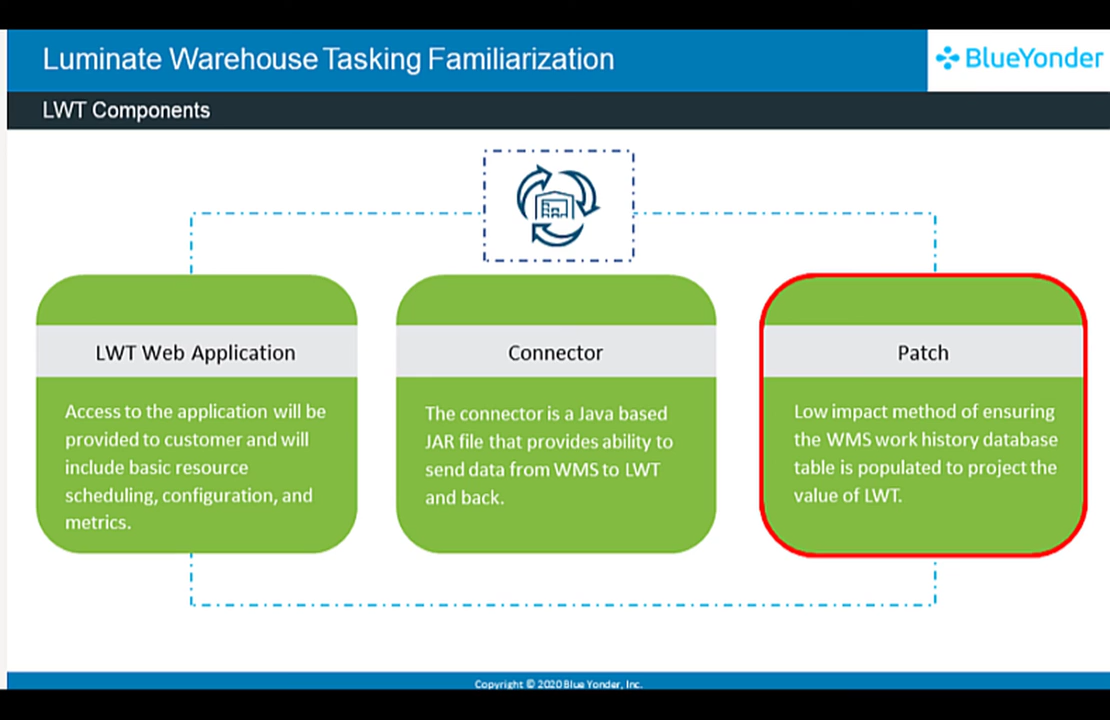 Luminate Warehouse Tasking Familiarization
BlueYonder
LWT Components
LWT Web Application
Access to the application will be
provided to customer and will
include basic resource
scheduling, configuration, and
metrics.
Connector
The connector is a Java based
JAR file that provides ability to
send data from WMS to LWT
and back.
Patch
Low impact method of ensuring
the WMS work history database
table is populated to project the
value of LWT.
Copyright © 2020 Blue Yonder, Inc.